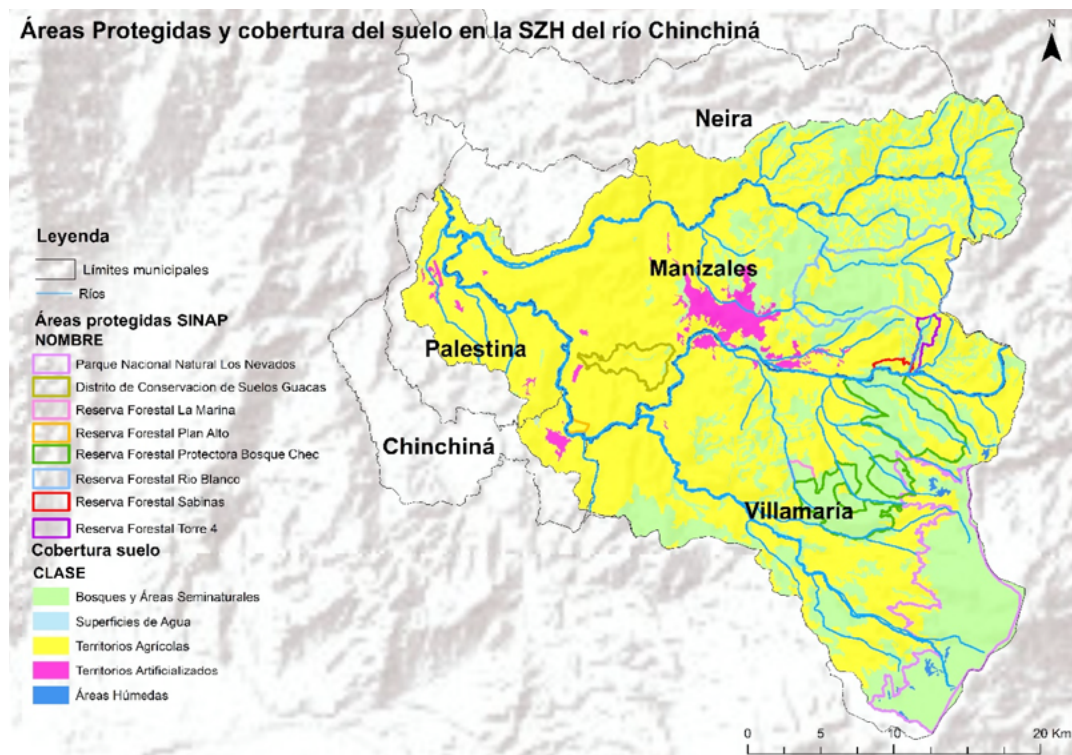 Áreas Protegidas y cobertura del suelo en la SZH del río Chinchiná
N
Neira
Manizales
Palestina
Chinchiná
Villamaría
Leyenda
Límites municipales
Ríos
Áreas protegidas SINAP
NOMBRE
Parque Nacional Natural Los Nevados
Distrito de Conservacion de Suelos Guacas
Reserva Forestal La Marina
Reserva Forestal Plan Alto
Reserva Forestal Protectora Bosque Chec
Reserva Forestal Rio Blanco
Reserva Forestal Sabinas
Reserva Forestal Torre 4
Cobertura suelo
CLASE
Bosques y Áreas Seminaturales
Superficies de Agua
Territorios Agrícolas
Territorios Artificializados
Áreas Húmedas
0 5 10 20 Km